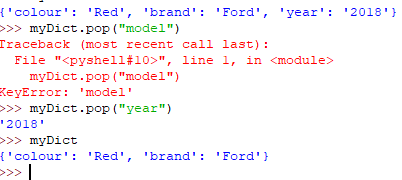 {'colour': 'Red', 'brand': 'Ford', 'year': '2018'}
>>> myDict.pop("model")
Traceback (most recent call last):
  File "<pyshell#10>", line 1, in <module>
    myDict.pop("model")
KeyError: 'model'
>>> myDict.pop("year")
'2018'
>>> myDict
{'colour': 'Red', 'brand': 'Ford'}
>>>